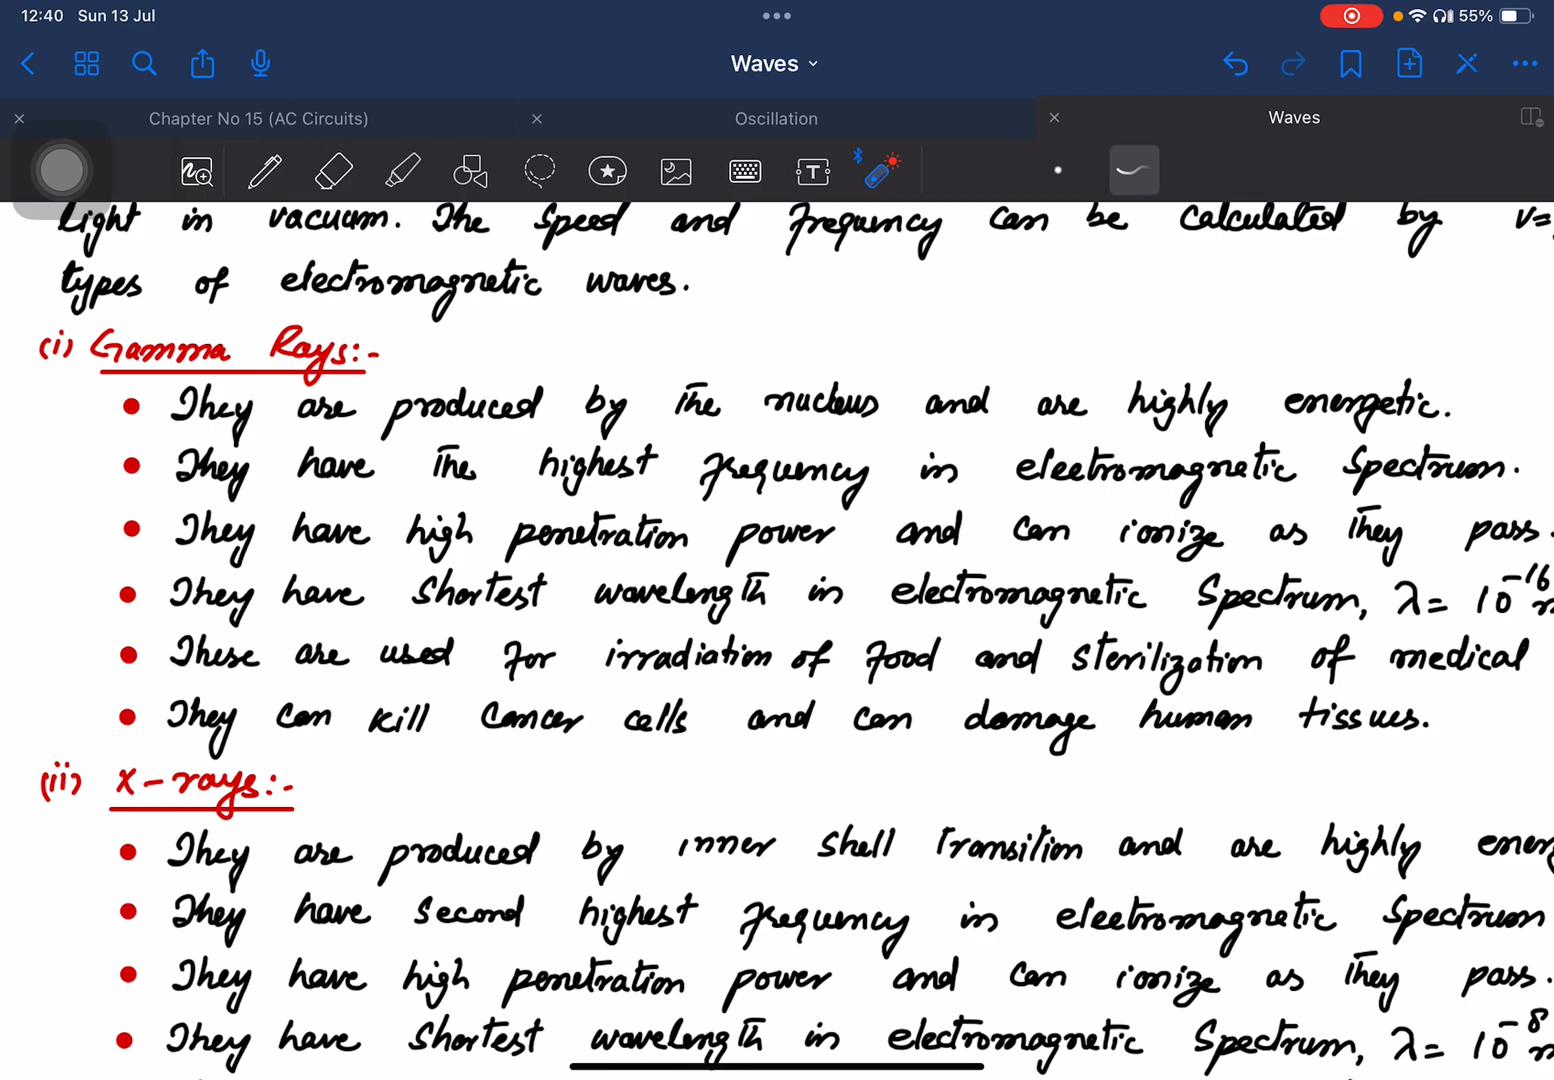 12:40 Sun 13 Jul
55%
Waves
Chapter No 15 (AC Circuits)
Oscillation
Waves
T
light in vacuum. The speed and frequency can be calculated by v=
types of electromagnetic waves.
(i) Gamma Rays:-
• They are produced by the nucleus and are highly energetic.
• They have the highest frequency in electromagnetic Spectrum.
• They have high penetration power and can ionize as they pass.
• They have shortest wavelength in electromagnetic Spectrum, λ= 10⁻¹⁶
• These are used for irradiation of food and sterilization of medical
• They can kill cancer cells and can damage human tissues.
(ii) X-rays:-
• They are produced by inner shell transition and are highly ener
• They have second highest frequency in electromagnetic Spectrum
• They have high penetration power and can ionize as they pass.
• They have shortest wavelength in electromagnetic Spectrum, λ= 10⁻⁸